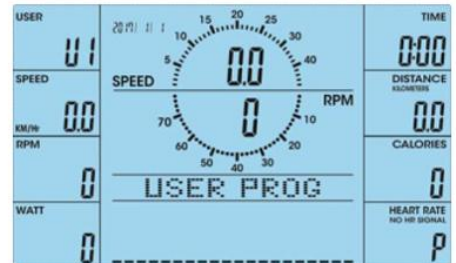 USER
U1
SPEED
KM/Hr 0.0
RPM
0
WATT
0
5 15 20 25 30 40
0.0
SPEED
RPM
0
70 10
60 20
50 40 30
USER PROG
TIME
0:00
DISTANCE
KILOMETERS
0.0
CALORIES
0
HEART RATE
NO HR SIGNAL
P